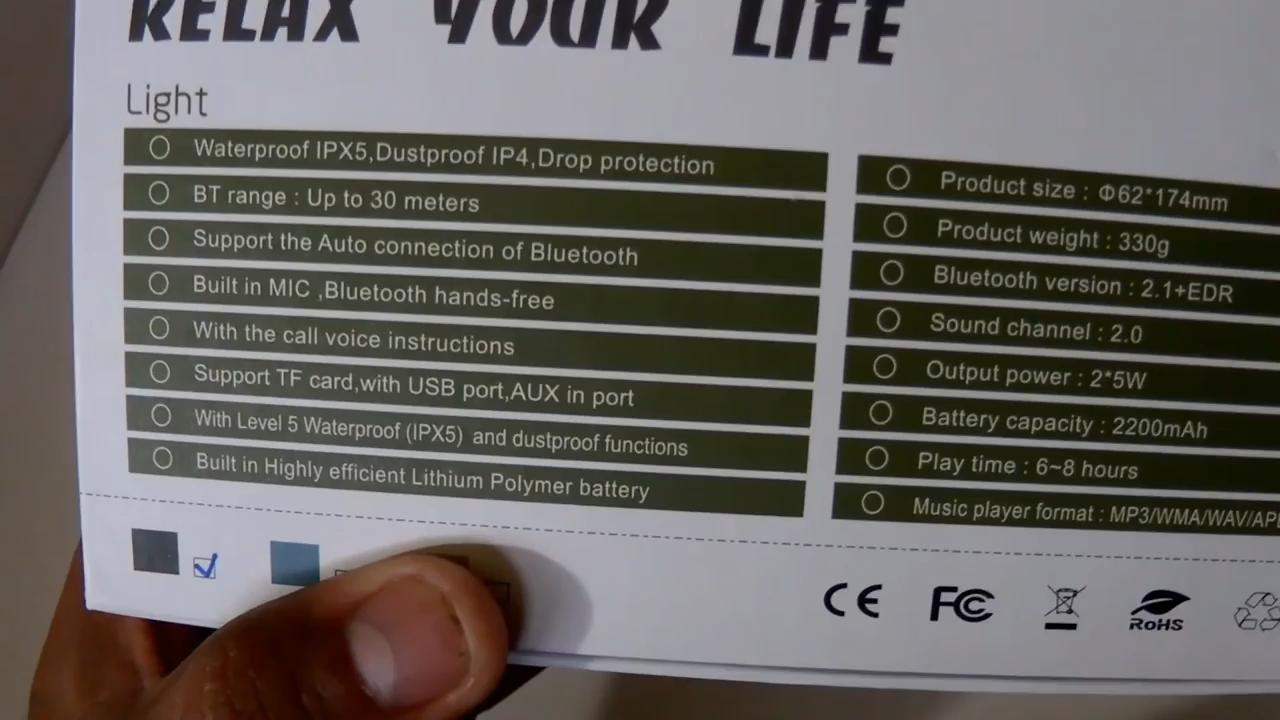 RELAX YOUR LIFE
Light
Waterproof IPX5,Dustproof IP4,Drop protection
BT range : Up to 30 meters
Support the Auto connection of Bluetooth
Built in MIC ,Bluetooth hands-free
With the call voice instructions
Support TF card,with USB port,AUX in port
With Level 5 Waterproof (IPX5) and dustproof functions
Built in Highly efficient Lithium Polymer battery
Product size : Φ62*174mm
Product weight : 330g
Bluetooth version : 2.1+EDR
Sound channel : 2.0
Output power : 2*5W
Battery capacity : 2200mAh
Play time : 6~8 hours
Music player format : MP3/WMA/WAV/AP
CE FC RoHS